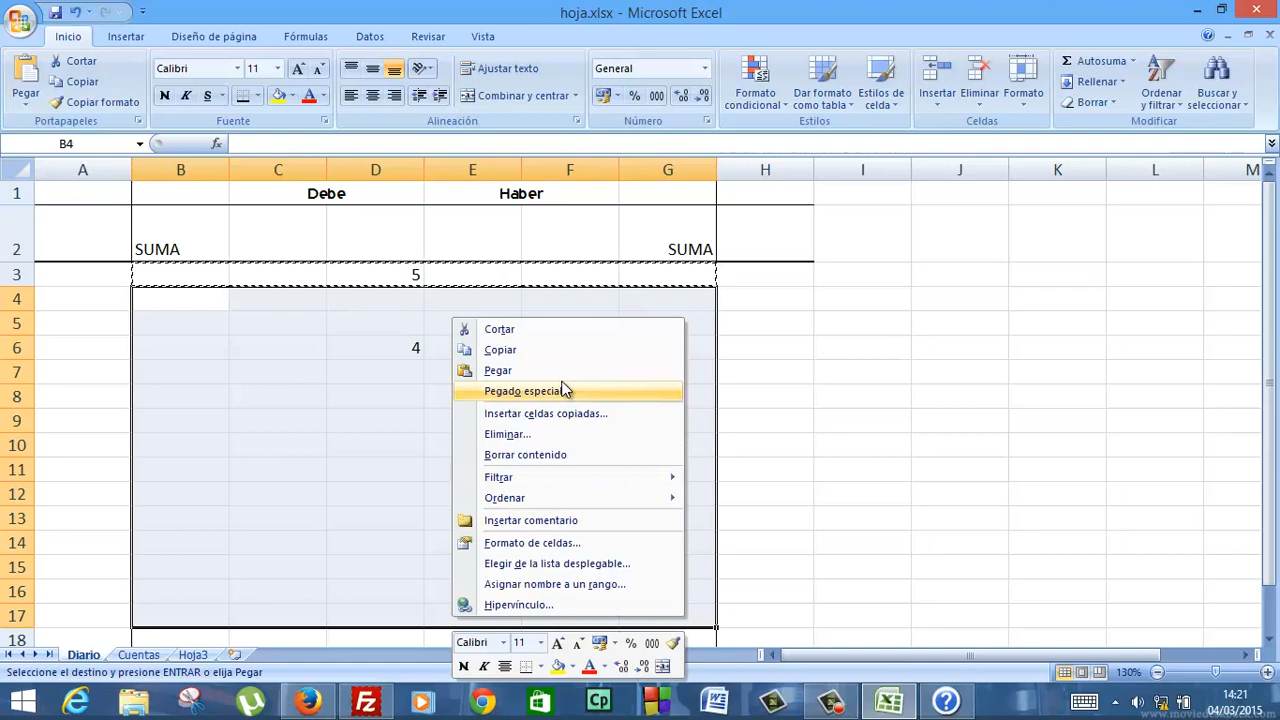 hoja.xlsx - Microsoft Excel
Inicio Insertar Diseño de página Fórmulas Datos Revisar Vista
Pegar Cortar Copiar Copiar formato Portapapeles
Calibri 11 N K S Fuente
Ajustar texto Combinar y centrar Alineación
General % 000 Número
Formato condicional Dar formato como tabla Estilos de celda Estilos
Insertar Eliminar Formato Celdas
Autosuma Rellenar Borrar Ordenar y filtrar Buscar y seleccionar Modificar
B4 fx
A B C D E F G H I J K L M
1 Debe Haber
2 SUMA SUMA
3 5
4
5
6 4
7
8
9
10
11
12
13
14
15
16
17
18
Cortar
Copiar
Pegar
Pegado especial
Insertar celdas copiadas...
Eliminar...
Borrar contenido
Filtrar
Ordenar
Insertar comentario
Formato de celdas...
Elegir de la lista desplegable...
Asignar nombre a un rango...
Hipervínculo...
Calibri 11 A A % 000
N K A
Diario Cuentas Hoja3
Seleccione el destino y presione ENTRAR o elija Pegar 130%
14:21
04/03/2015